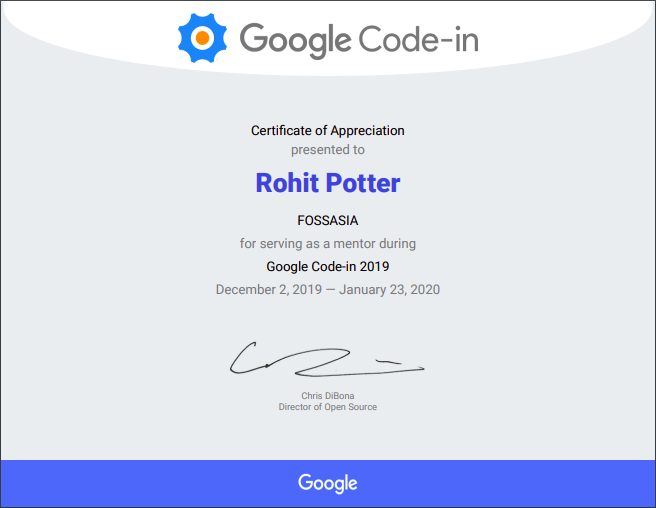 Google Code-in
Certificate of Appreciation
presented to
Rohit Potter
FOSSASIA
for serving as a mentor during
Google Code-in 2019
December 2, 2019 — January 23, 2020
Chris DiBona
Director of Open Source
Google